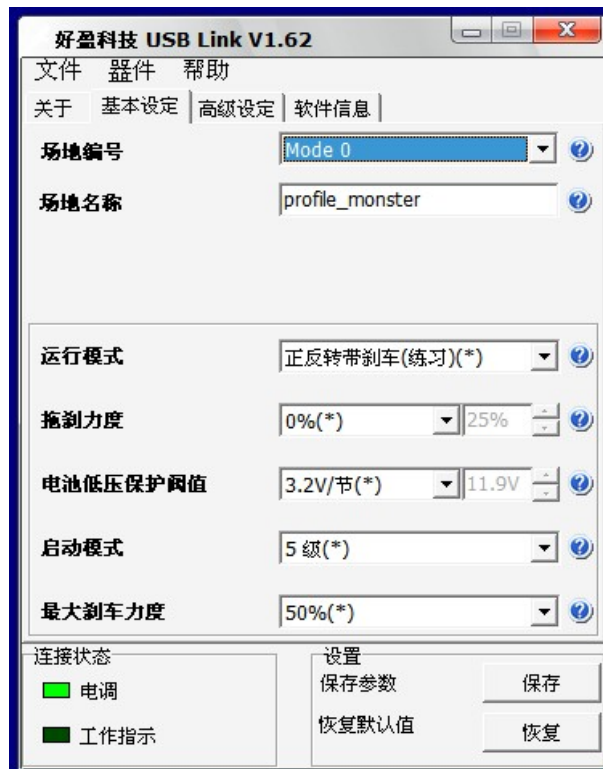 好盈科技 USB Link V1.62
文件 器件 帮助
关于 基本设定 高级设定 软件信息
场地编号 Mode 0
场地名称 profile_monster
运行模式 正反转带刹车(练习)(*)
拖刹力度 0%(*) 25%
电池低压保护阀值 3.2V/节(*) 11.9V
启动模式 5 级(*)
最大刹车力度 50%(*)
连接状态 设置
电调 保存参数 保存
工作指示 恢复默认值 恢复